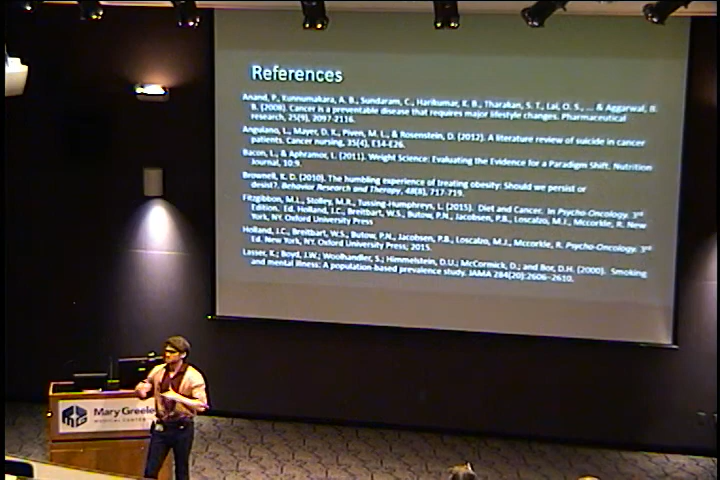 References
Anand, P., Kunnumakara, A. B., Sundaram, C., Harikumar, K. B., Tharakan, S. T., Lai, O. S., ... & Aggarwal, B.
B. (2008). Cancer is a preventable disease that requires major lifestyle changes. Pharmaceutical
research, 25(9), 2097-2116.
Angulano, L., Mayer, D. K., Piven, M. L., & Rosenstein, D. (2012). A literature review of suicide in cancer
patients. Cancer nursing, 35(4), E14-E26.
Bacon, L., & Aphramor, L. (2011). Weight Science: Evaluating the Evidence for a Paradigm Shift. Nutrition
Journal, 10:9.
Brownell, K. D. (2010). The humbling experience of treating obesity: Should we persist or
desist?. Behavior Research and Therapy, 48(8), 717-719.
Fitzgibbon, M.L., Stolley, M.R., Tussing-Humphreys, L. (2015). Diet and Cancer. In Psycho-Oncology. 3rd
Edition. Ed. Holland, J.C., Breitbart, W.S., Butow, P.N., Jacobsen, P.B., Loscalzo, M.J., Mccorkle, R. New
York, NY. Oxford University Press
Holland, J.C., Breitbart, W.S., Butow, P.N., Jacobsen, P.B., Loscalzo, M.J., Mccorkle, R. Psycho-Oncology. 3rd
Ed. New York, NY. Oxford University Press; 2015.
Lasser, K.; Boyd, J.W.; Woolhandler, S.; Himmelstein, D.U.; McCormick, D.; and Bor, D.H. (2000). Smoking
and mental illness: A population-based prevalence study. JAMA 284(20):2606-2610.
Mary Greele
MEDICAL CENTER